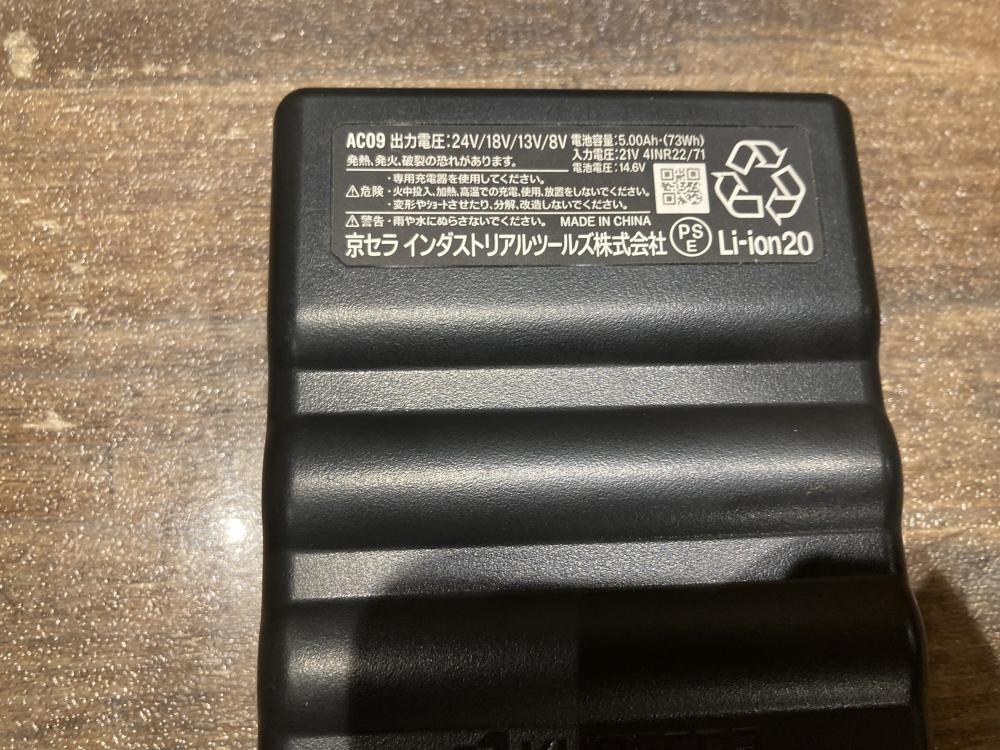 AC09 出力電圧:24V/18V/13V/8V 電池容量:5.00Ah・(73Wh)
入力電圧:21V 4INR22/71
発熱、発火、破裂の恐れがあります。 電池電圧:14.6V
・専用充電器を使用してください。
⚠危険・火中投入、加熱、高温での充電、使用、放置をしないでください。
・変形やショートさせたり、分解、改造しないでください。
⚠警告・雨や水にぬらさないでください。 MADE IN CHINA
京セラ インダストリアルツールズ株式会社 PSE Li-ion20